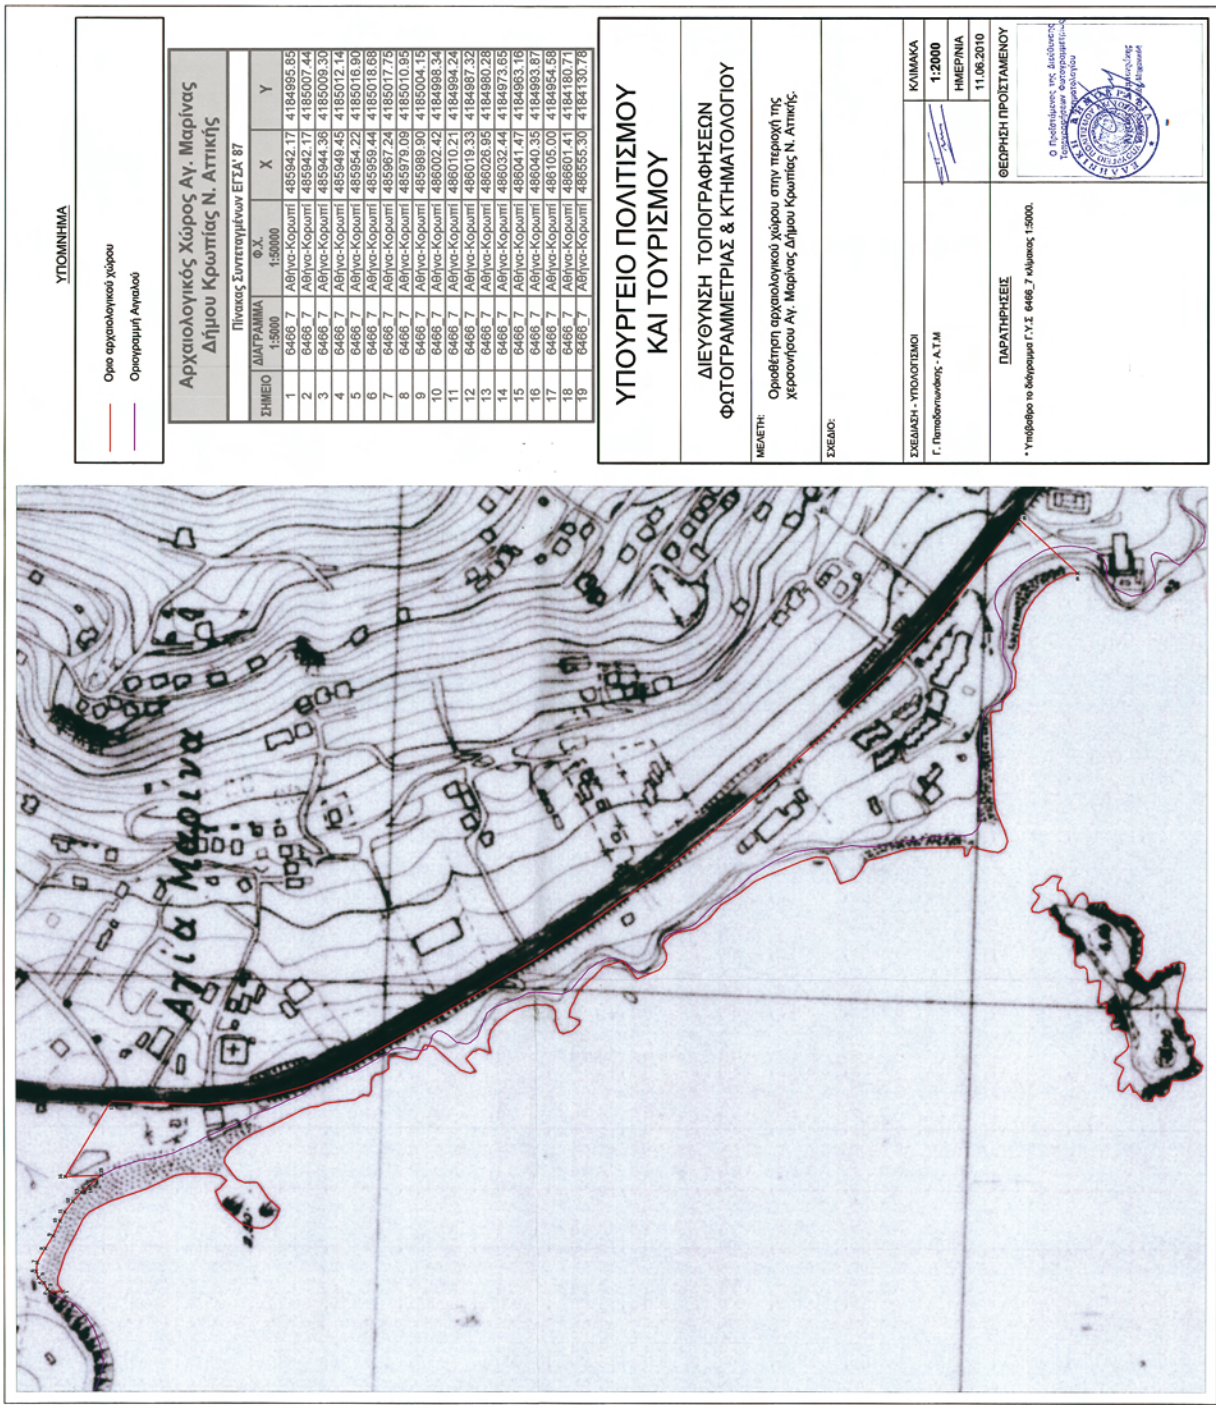 ΥΠΟΜΝΗΜΑ
Οριο αρχαιολογικού χώρου
Οριογραμμή Αιγιαλού
Αρχαιολογικός Χώρος Αγ. Μαρίνας
Δήμου Κρωπίας Ν. Αττικής
Πίνακας Συντεταγμένων ΕΓΣΑ' 87
ΣΗΜΕΙΟ ΔΙΑΓΡΑΜΜΑ 1:5000 Φ.Χ. 1:50000 Χ Υ
1 6466_7 Αθήνα-Κορωπί 485942.17 4184995.85
2 6466_7 Αθήνα-Κορωπί 485942.17 4185007.44
3 6466_7 Αθήνα-Κορωπί 485944.36 4185009.30
4 6466_7 Αθήνα-Κορωπί 485949.45 4185012.14
5 6466_7 Αθήνα-Κορωπί 485954.22 4185016.90
6 6466_7 Αθήνα-Κορωπί 485959.44 4185018.68
7 6466_7 Αθήνα-Κορωπί 485967.24 4185017.75
8 6466_7 Αθήνα-Κορωπί 485979.09 4185010.95
9 6466_7 Αθήνα-Κορωπί 485989.90 4185004.15
10 6466_7 Αθήνα-Κορωπί 486002.42 4184998.34
11 6466_7 Αθήνα-Κορωπί 486010.21 4184994.24
12 6466_7 Αθήνα-Κορωπί 486019.33 4184987.32
13 6466_7 Αθήνα-Κορωπί 486026.95 4184980.28
14 6466_7 Αθήνα-Κορωπί 486032.44 4184973.65
15 6466_7 Αθήνα-Κορωπί 486041.47 4184963.16
16 6466_7 Αθήνα-Κορωπί 486040.35 4184993.87
17 6466_7 Αθήνα-Κορωπί 486105.00 4184954.58
18 6466_7 Αθήνα-Κορωπί 486601.41 4184180.71
19 6466_7 Αθήνα-Κορωπί 486555.30 4184130.78
ΥΠΟΥΡΓΕΙΟ ΠΟΛΙΤΙΣΜΟΥ
ΚΑΙ ΤΟΥΡΙΣΜΟΥ
ΔΙΕΥΘΥΝΣΗ ΤΟΠΟΓΡΑΦΗΣΕΩΝ
ΦΩΤΟΓΡΑΜΜΕΤΡΙΑΣ & ΚΤΗΜΑΤΟΛΟΓΙΟΥ
ΜΕΛΕΤΗ:
Οριοθέτηση αρχαιολογικού χώρου στην περιοχή της
χερσονήσου Αγ. Μαρίνας Δήμου Κρωπίας Ν. Αττικής.
ΣΧΕΔΙΟ:
ΣΧΕΔΙΑΣΗ - ΥΠΟΛΟΓΙΣΜΟΙ
Γ. Παπαδαντωνάκης - Α.Τ.Μ
ΚΛΙΜΑΚΑ
1:2000
ΗΜΕΡ/ΝΙΑ
11.06.2010
ΠΑΡΑΤΗΡΗΣΕΙΣ
* Υπόβαθρο το διάγραμμα Γ.Υ.Σ 6466_7 κλίμακος 1:5000.
ΘΕΩΡΗΣΗ ΠΡΟΪΣΤΑΜΕΝΟΥ
Ο Προϊστάμενος της Διεύθυνσης
Τοπογραφήσεων Φωτογραμμετρίας
Κτηματολογίου
Αγία Μαρίνα